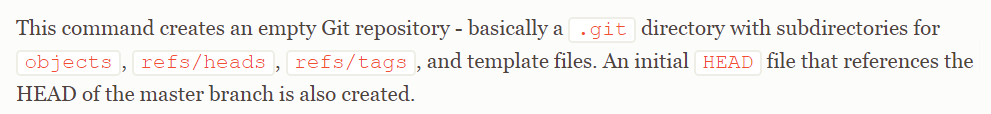 This command creates an empty Git repository - basically a .git directory with subdirectories for
objects, refs/heads, refs/tags, and template files. An initial HEAD file that references the
HEAD of the master branch is also created.